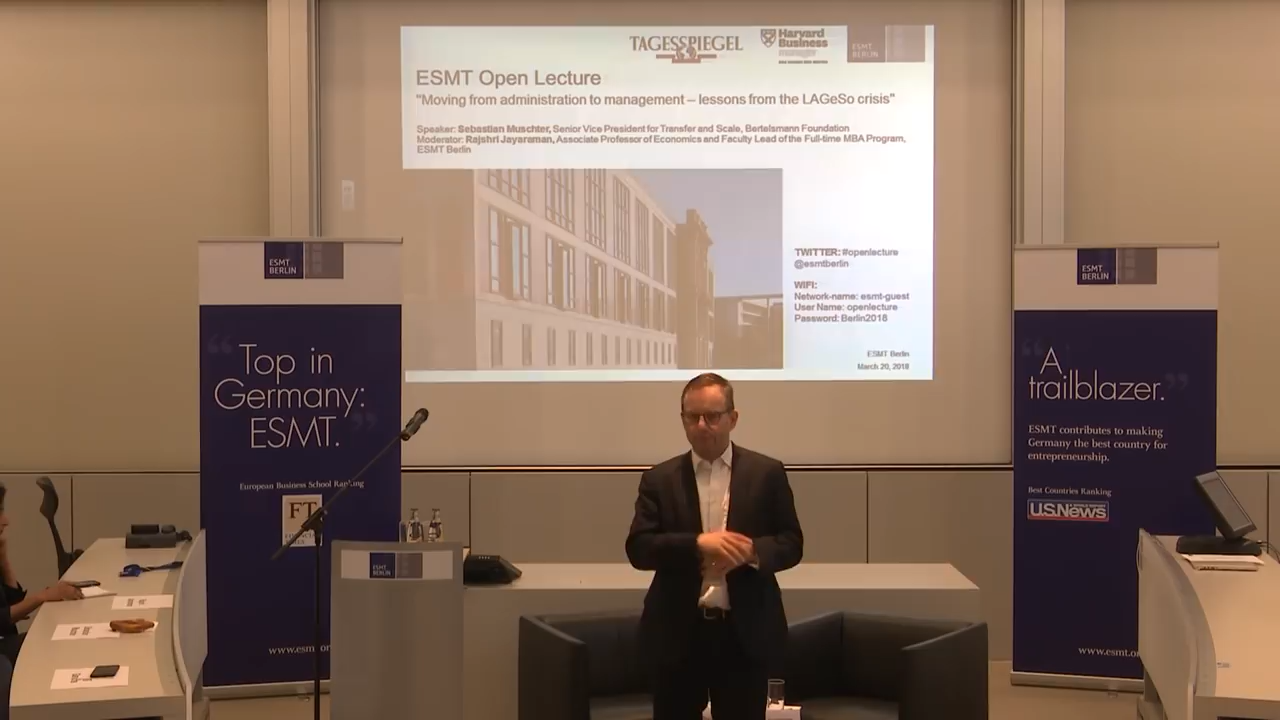 TAGESSPIEGEL
Harvard
Business
manager
ESMT
BERLIN
ESMT Open Lecture
"Moving from administration to management – lessons from the LAGeSo crisis"
Speaker: Sebastian Muschter, Senior Vice President for Transfer and Scale, Bertelsmann Foundation
Moderator: Rajshri Jayaraman, Associate Professor of Economics and Faculty Lead of the Full-time MBA Program,
ESMT Berlin
TWITTER: #openlecture
@esmtberlin
WIFI:
Network-name: esmt-guest
User Name: openlecture
Password: Berlin2018
ESMT Berlin
March 20, 2018
ESMT
BERLIN
“Top in
Germany:
ESMT.”
European Business School Ranking
FT
www.esmt.or
ESMT
BERLIN
ESMT
BERLIN
“A
trailblazer.”
ESMT contributes to making
Germany the best country for
entrepreneurship.
Best Countries Ranking
U.S.News
www.esmt.or